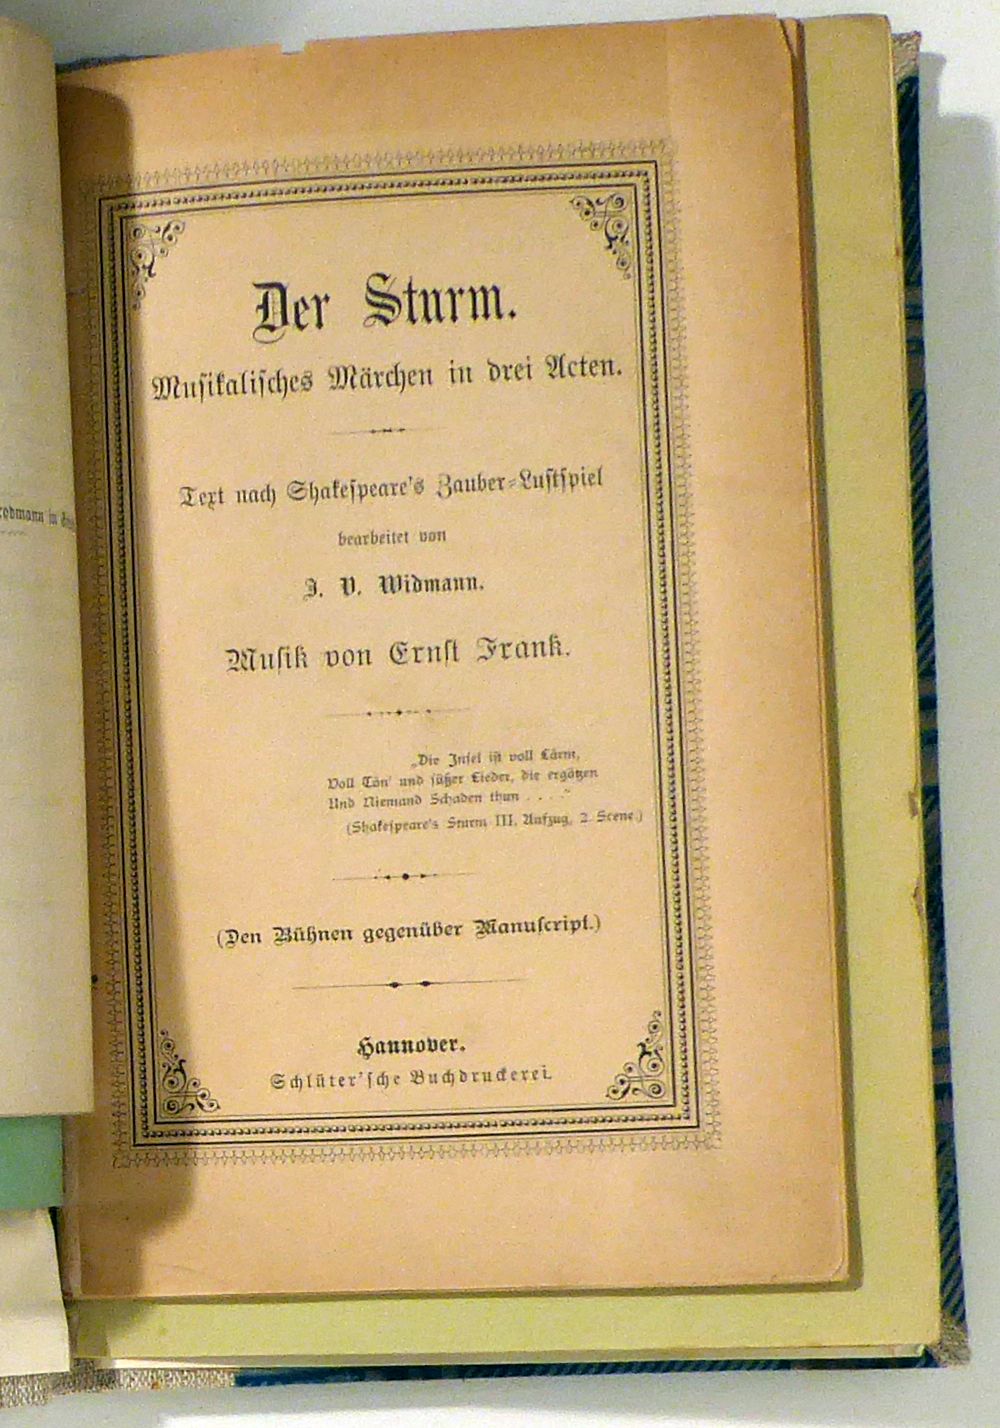 Der Sturm.
Musikalisches Märchen in drei Acten.
Text nach Shakespeare's Zauber-Lustspiel
bearbeitet von
J. V. Widmann.
Musik von Ernst Frank.
„Die Insel ist voll Lärm,
Voll Tön' und süßer Lieder, die ergötzen
Und Niemand Schaden thun . . . ."
(Shakespeare's Sturm III. Aufzug, 2. Scene.)
(Den Bühnen gegenüber Manuscript.)
Hannover.
Schlüter'sche Buchdruckerei.